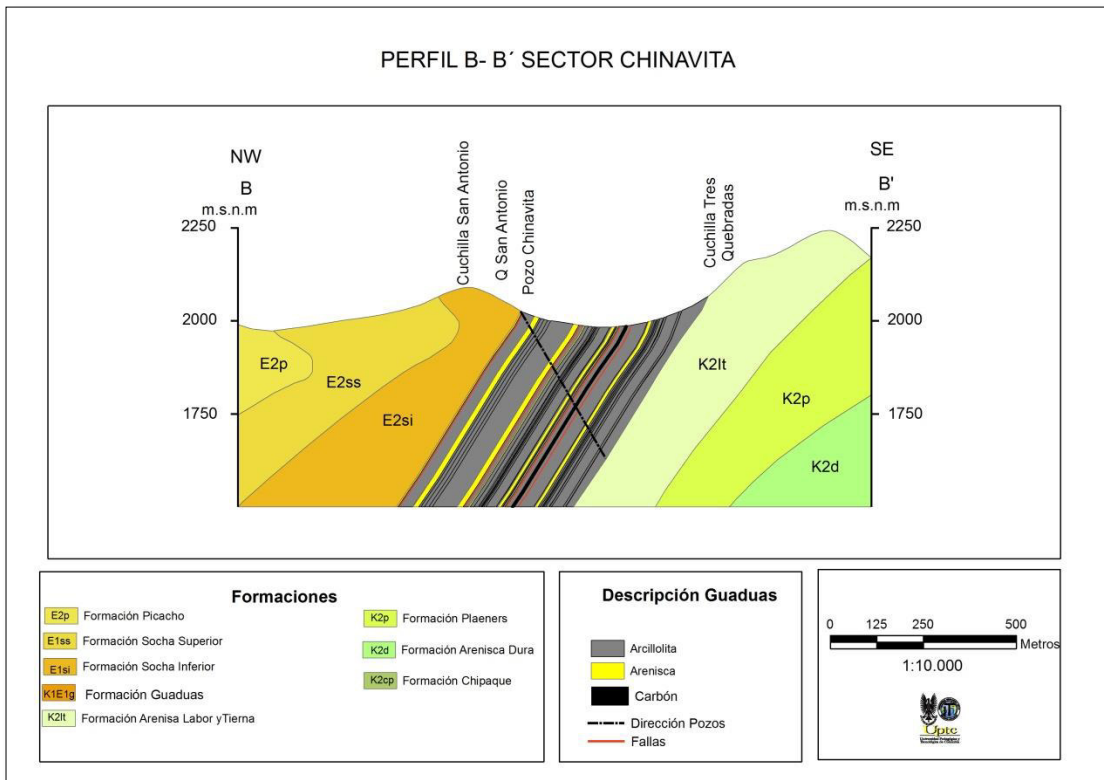 PERFIL B- B´ SECTOR CHINAVITA
NW
B
m.s.n.m
2250
2000
1750
Cuchilla San Antonio
Q San Antonio
Pozo Chinavita
Cuchilla Tres
Quebradas
SE
B'
m.s.n.m
2250
2000
1750
E2p
E2ss
E2si
K2lt
K2p
K2d
Formaciones
E2p Formación Picacho
E1ss Formación Socha Superior
E1si Formación Socha Inferior
K1E1g Formación Guaduas
K2lt Formación Arenisa Labor yTierna
K2p Formación Plaeners
K2d Formación Arenisca Dura
K2cp Formación Chipaque
Descripción Guaduas
Arcillolita
Arenisca
Carbón
Dirección Pozos
Fallas
0 125 250 500
Metros
1:10.000
Uptc